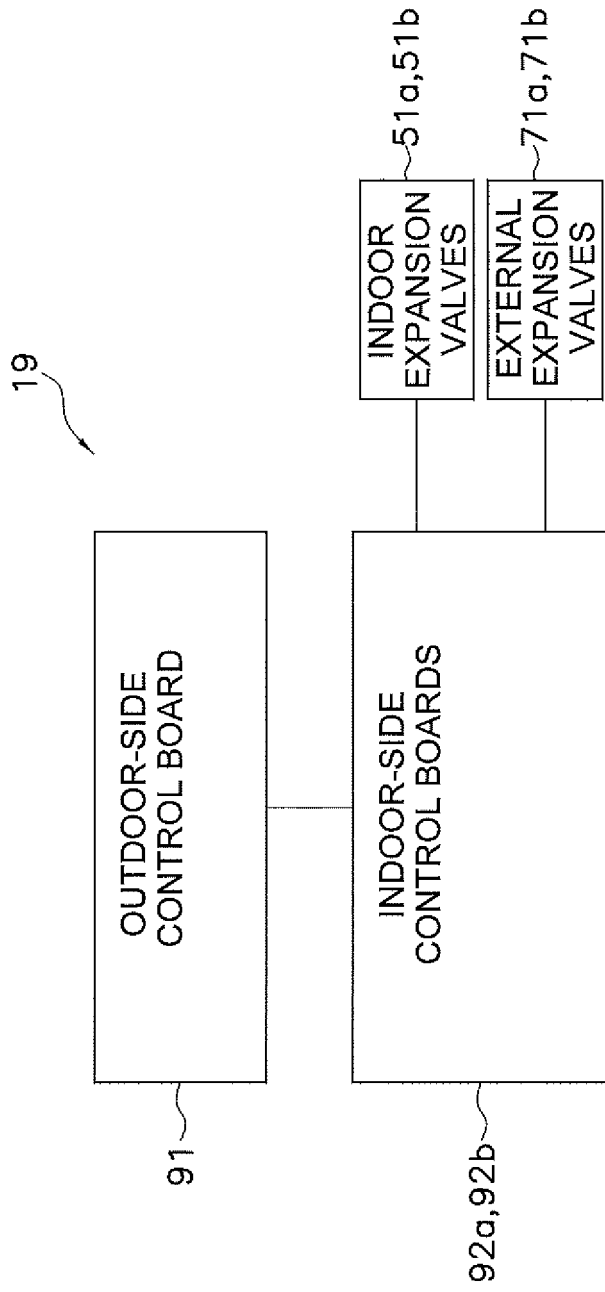 19
OUTDOOR-SIDE
CONTROL BOARD
91
INDOOR-SIDE
CONTROL BOARDS
92a,92b
INDOOR
EXPANSION
VALVES
51a,51b
EXTERNAL
EXPANSION
VALVES
71a,71b